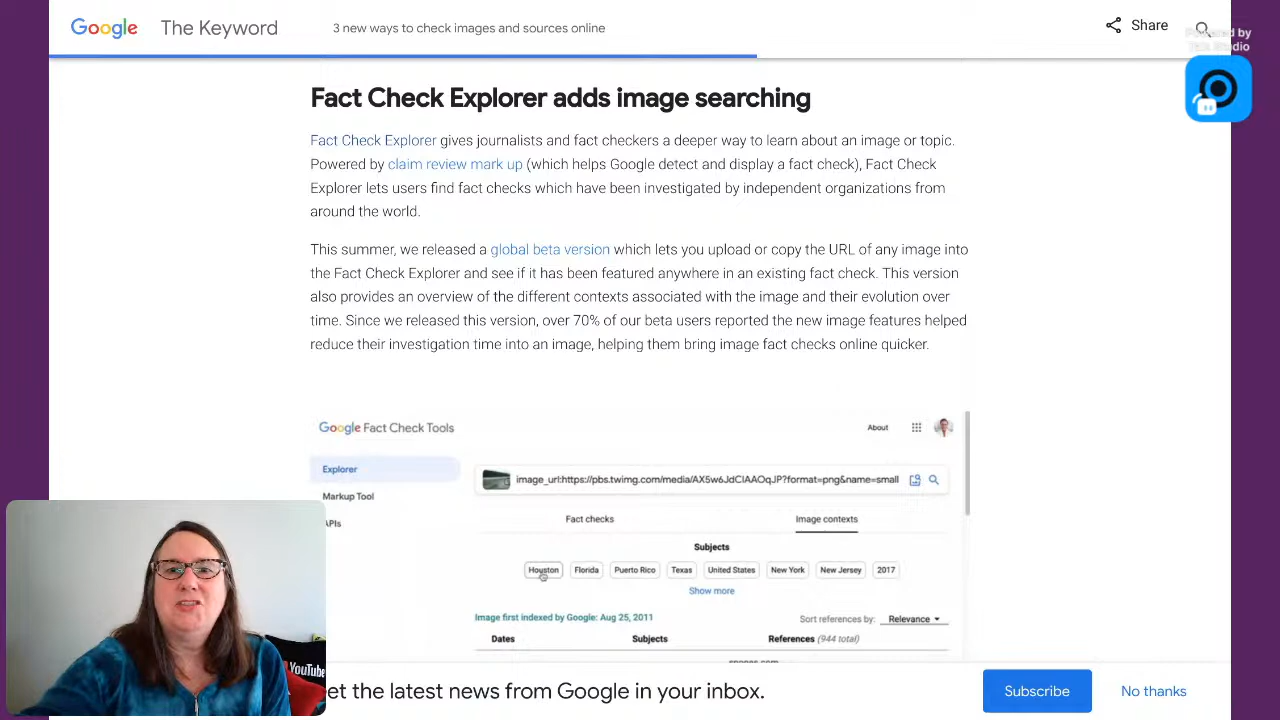 Google The Keyword
3 new ways to check images and sources online
Share
Powered by
Talk Studio
Fact Check Explorer adds image searching
Fact Check Explorer gives journalists and fact checkers a deeper way to learn about an image or topic.
Powered by claim review mark up (which helps Google detect and display a fact check), Fact Check
Explorer lets users find fact checks which have been investigated by independent organizations from
around the world.
This summer, we released a global beta version which lets you upload or copy the URL of any image into
the Fact Check Explorer and see if it has been featured anywhere in an existing fact check. This version
also provides an overview of the different contexts associated with the image and their evolution over
time. Since we released this version, over 70% of our beta users reported the new image features helped
reduce their investigation time into an image, helping them bring image fact checks online quicker.
Google Fact Check Tools
About
Explorer
Markup Tool
APIs
image_url:https://pbs.twimg.com/media/AX5w6JdCIAAOqJP?format=png&name=small
Fact checks Image contexts
Subjects
Houston Florida Puerto Rico Texas United States New York New Jersey 2017
Show more
Image first indexed by Google: Aug 25, 2011
Sort references by: Relevance
Dates Subjects References (944 total)
YouTube
et the latest news from Google in your inbox.
Subscribe
No thanks